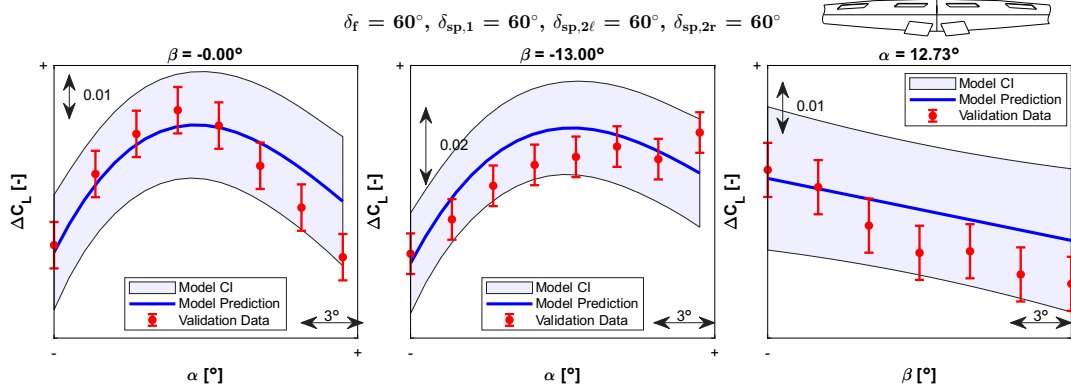 δf = 60°, δsp,1 = 60°, δsp,2ℓ = 60°, δsp,2r = 60°
β = -0.00°
+
0.01
ΔCL [-]
Model CI
Model Prediction
Validation Data
3°
-
+
α [°]
β = -13.00°
+
0.02
ΔCL [-]
Model CI
Model Prediction
Validation Data
3°
-
+
α [°]
α = 12.73°
+
0.01
ΔCL [-]
Model CI
Model Prediction
Validation Data
3°
-
+
β [°]